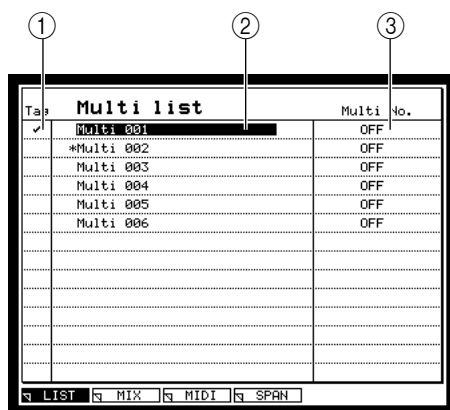 ① ② ③
Tag Multi list Multi No.
✓ Multi 001 OFF
*Multi 002 OFF
Multi 003 OFF
Multi 004 OFF
Multi 005 OFF
Multi 006 OFF
LIST MIX MIDI SPAN